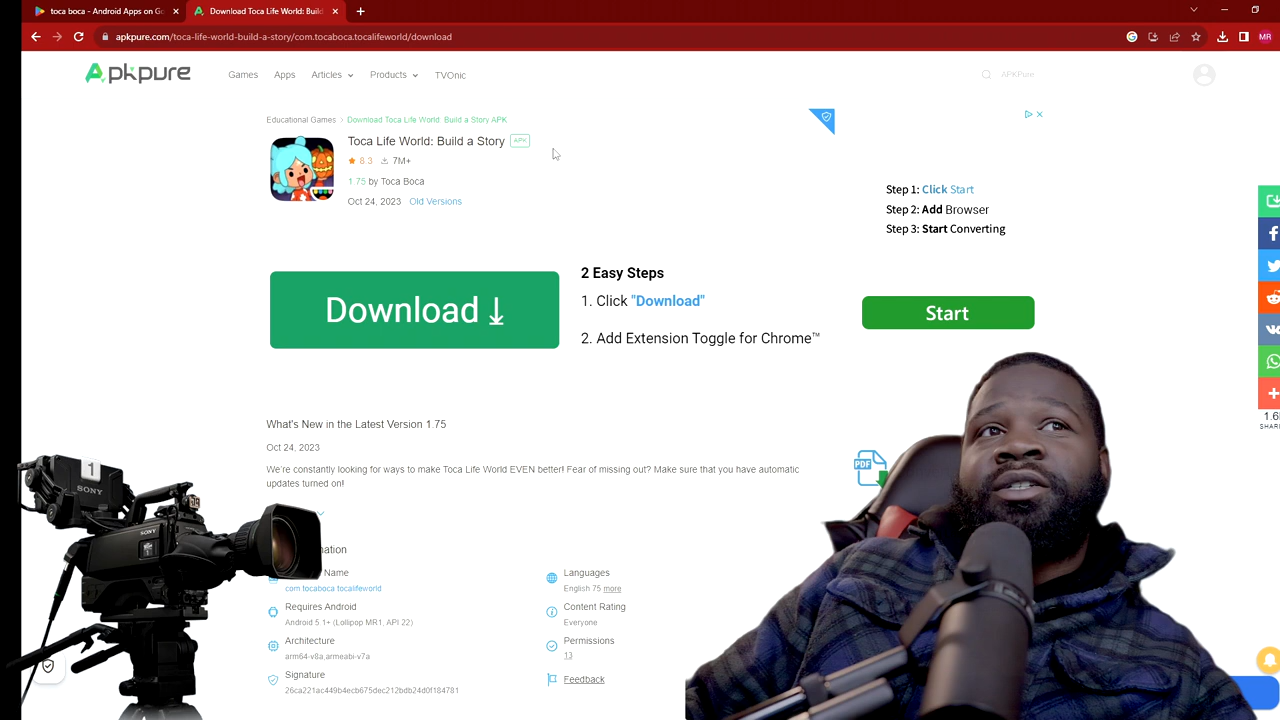 toca boca - Android Apps on Go
Download Toca Life World: Buil
apkpure.com/toca-life-world-build-a-story/com.tocaboca.tocalifeworld/download
MR
Apkpure
Games
Apps
Articles
Products
TVOnic
APKPure
Educational Games
Download Toca Life World: Build a Story APK
Toca Life World: Build a Story
APK
8.3
7M+
1.75 by Toca Boca
Oct 24, 2023 Old Versions
Step 1: Click Start
Step 2: Add Browser
Step 3: Start Converting
Download
2 Easy Steps
1. Click "Download"
2. Add Extension Toggle for Chrome™
Start
What's New in the Latest Version 1.75
Oct 24, 2023
We're constantly looking for ways to make Toca Life World EVEN better! Fear of missing out? Make sure that you have automatic
updates turned on!
PDF
1
SONY
SONY
1
Name
com tocaboca tocalifeworld
Languages
English 75 more
Requires Android
Android 5.1+ (Lollipop MR1, API 22)
Content Rating
Everyone
Architecture
arm64-v8a,armeabi-v7a
Permissions
13
Signature
26ca221ac449b4ecb675dec212bdb24d0f184781
Feedback